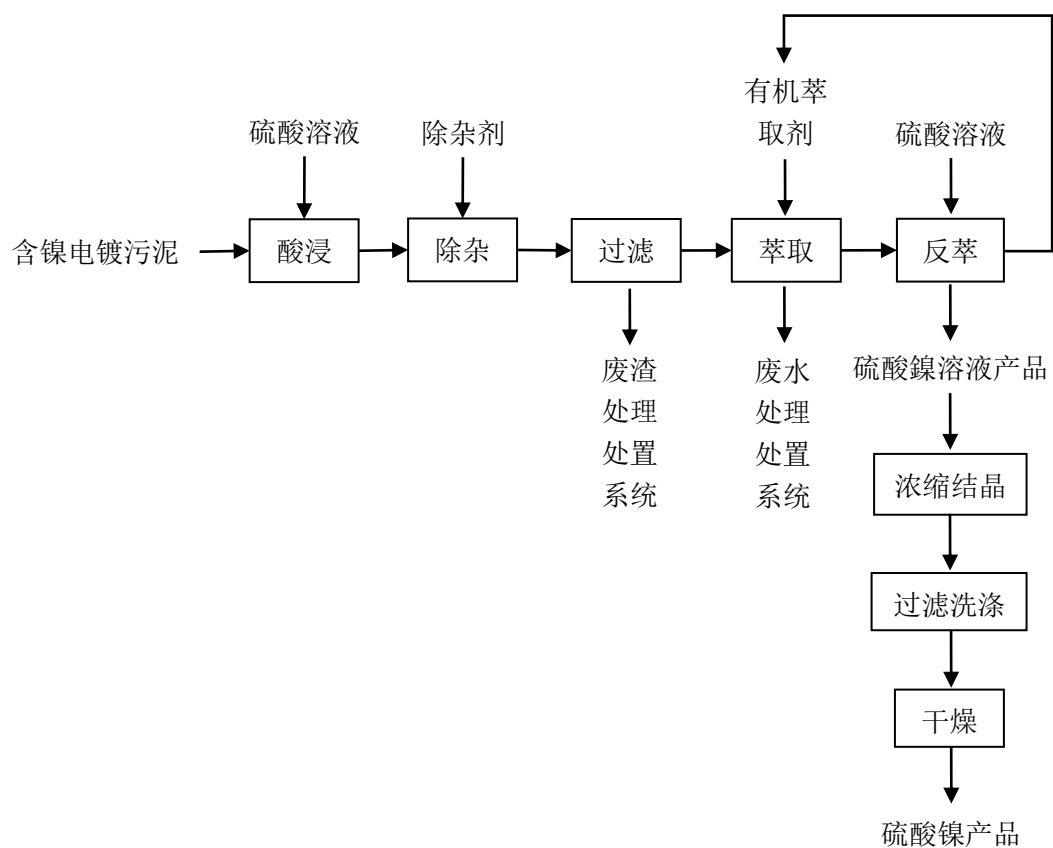 有机萃
取剂
硫酸溶液
除杂剂
硫酸溶液
含镍电镀污泥
酸浸
除杂
过滤
萃取
反萃
废渣
处理
处置
系统
废水
处理
处置
系统
硫酸鎳溶液产品
浓缩结晶
过滤洗涤
干燥
硫酸镍产品